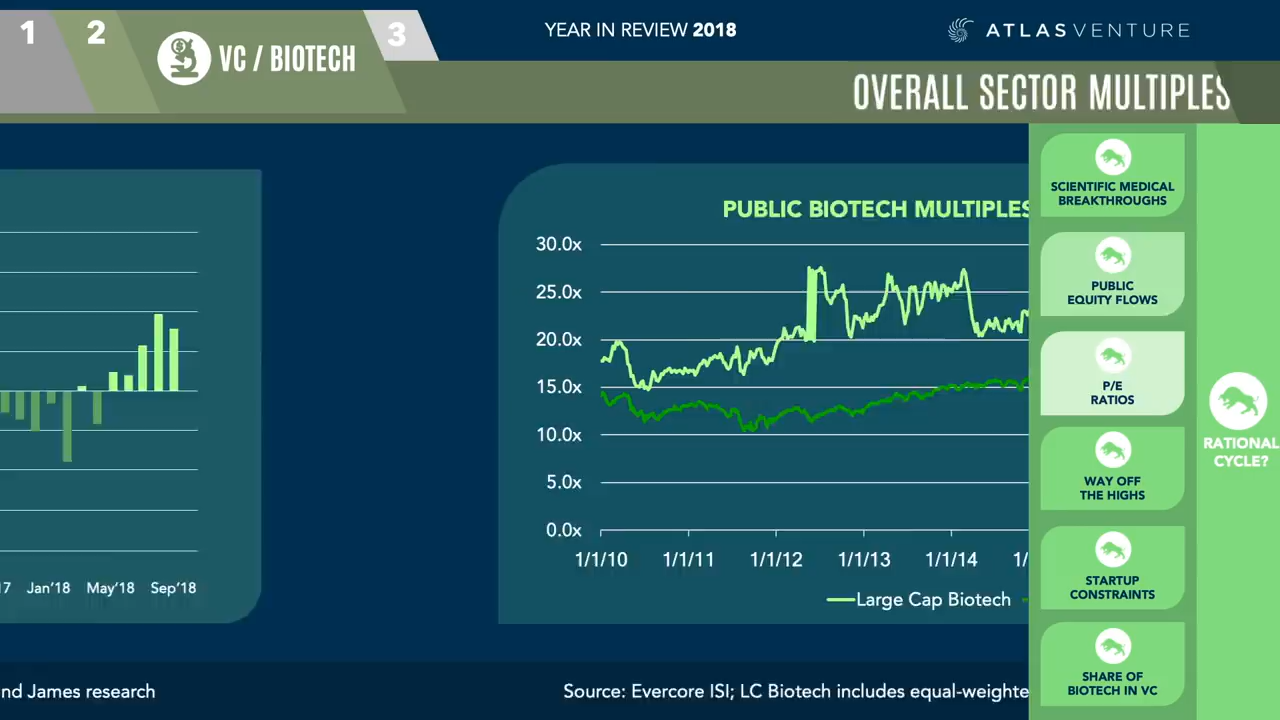 1
2
VC / BIOTECH
3
YEAR IN REVIEW 2018
ATLAS VENTURE
OVERALL SECTOR MULTIPLES
Jan'18
May'18
Sep'18
PUBLIC BIOTECH MULTIPLES
30.0x
25.0x
20.0x
15.0x
10.0x
5.0x
0.0x
1/1/10
1/1/11
1/1/12
1/1/13
1/1/14
Large Cap Biotech
James research
Source: Evercore ISI; LC Biotech includes
SCIENTIFIC MEDICAL
BREAKTHROUGHS
PUBLIC
EQUITY FLOWS
P/E
RATIOS
WAY OFF
THE HIGHS
STARTUP
CONSTRAINTS
SHARE OF
BIOTECH IN VC
RATIONAL
CYCLE?